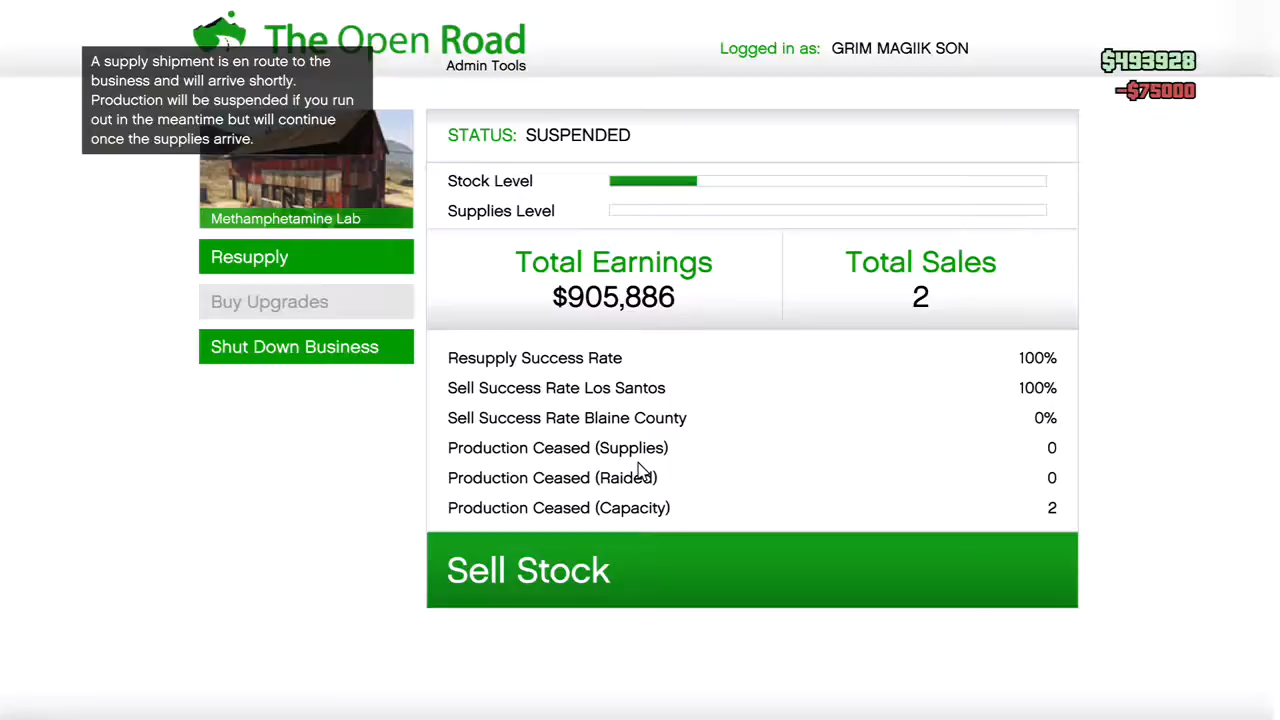 The Open Road
Admin Tools
Logged in as: GRIM MAGIIK SON
$493928
-$75000
A supply shipment is en route to the
business and will arrive shortly.
Production will be suspended if you run
out in the meantime but will continue
once the supplies arrive.
Methamphetamine Lab
Resupply
Buy Upgrades
Shut Down Business
STATUS: SUSPENDED
Stock Level
Supplies Level
Total Earnings
$905,886
Total Sales
2
Resupply Success Rate 100%
Sell Success Rate Los Santos 100%
Sell Success Rate Blaine County 0%
Production Ceased (Supplies) 0
Production Ceased (Raided) 0
Production Ceased (Capacity) 2
Sell Stock